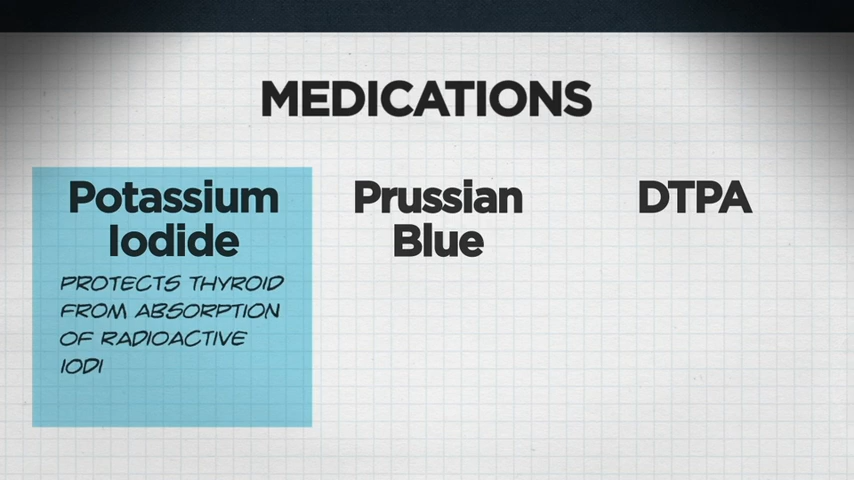 MEDICATIONS
Potassium
Iodide
PROTECTS THYROID
FROM ABSORPTION
OF RADIOACTIVE
IODI
Prussian
Blue
DTPA